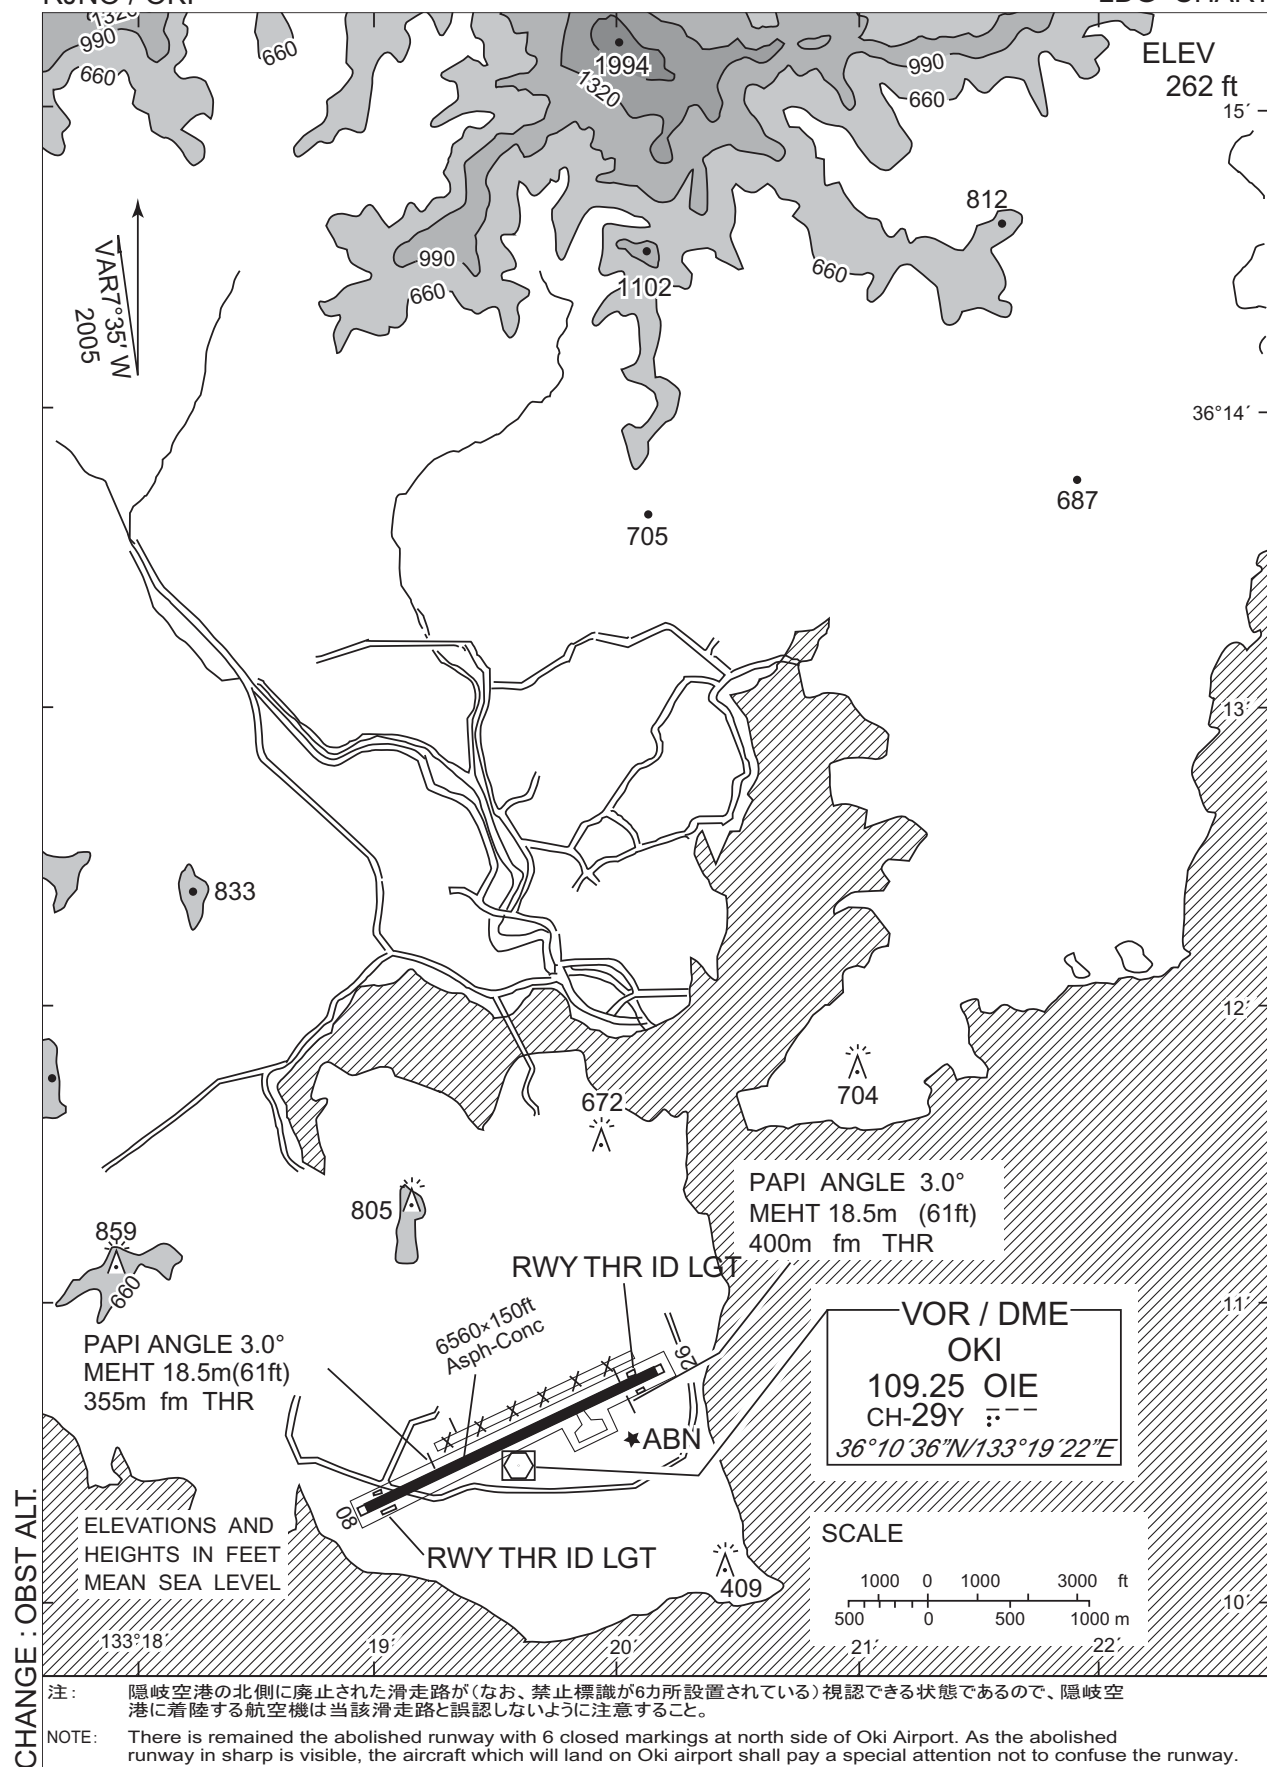 RJNO / OKI
LDG CHART
1320
990
660
660
1994
1320
990
660
ELEV
262 ft
15´
812
VAR7°35´ W
2005
990
660
1102
660
36°14´
705
687
13´
833
12´
704
672
805
859
660
PAPI ANGLE 3.0°
MEHT 18.5m (61ft)
400m fm THR
RWY THR ID LGT
6560×150ft
Asph-Conc
11´
PAPI ANGLE 3.0°
MEHT 18.5m(61ft)
355m fm THR
26
VOR / DME
OKI
109.25 OIE
CH-29Y
36°10´36”N/133°19´22”E
ABN
08
ELEVATIONS AND
HEIGHTS IN FEET
MEAN SEA LEVEL
RWY THR ID LGT
409
SCALE
1000 0 1000 3000 ft
500 0 500 1000 m
10´
133°18´ 19´ 20´ 21´ 22´
CHANGE : OBST ALT.
注: 隠岐空港の北側に廃止された滑走路が(なお、禁止標識が6カ所設置されている)視認できる状態であるので、隠岐空
港に着陸する航空機は当該滑走路と誤認しないように注意すること。
NOTE: There is remained the abolished runway with 6 closed markings at north side of Oki Airport. As the abolished
runway in sharp is visible, the aircraft which will land on Oki airport shall pay a special attention not to confuse the runway.